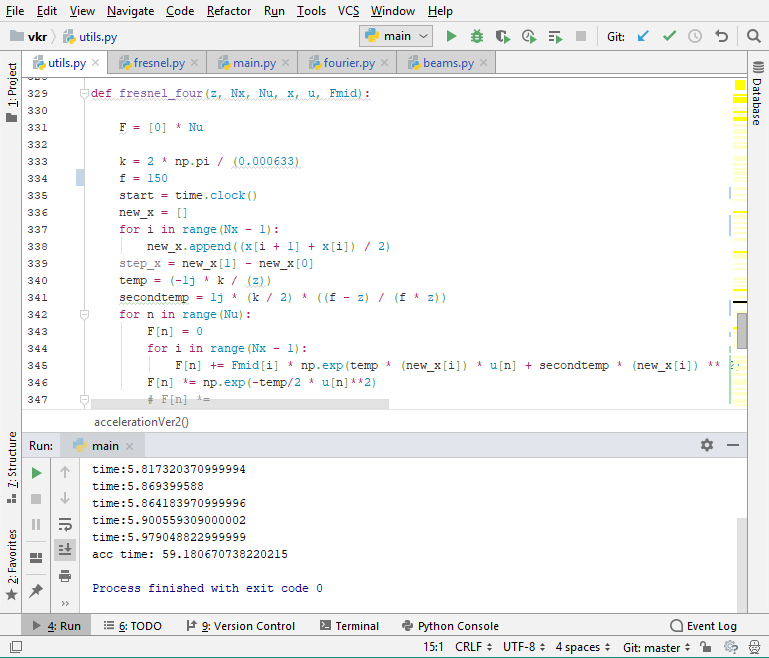 File Edit View Navigate Code Refactor Run Tools VCS Window Help
vkr utils.py main Git:
utils.py fresnel.py main.py fourier.py beams.py
1: Project
Database
329 def fresnel_four(z, Nx, Nu, x, u, Fmid):
330
331 F = [0] * Nu
332
333 k = 2 * np.pi / (0.000633)
334 f = 150
335 start = time.clock()
336 new_x = []
337 for i in range(Nx - 1):
338 new_x.append((x[i + 1] + x[i]) / 2)
339 step_x = new_x[1] - new_x[0]
340 temp = (-1j * k / (z))
341 secondtemp = 1j * (k / 2) * ((f - z) / (f * z))
342 for n in range(Nu):
343 F[n] = 0
344 for i in range(Nx - 1):
345 F[n] += Fmid[i] * np.exp(temp * (new_x[i]) * u[n] + secondtemp * (new_x[i]) **
346 F[n] *= np.exp(-temp/2 * u[n]**2)
347 # F[n] *=
accelerationVer2()
Run: main
7: Structure
2: Favorites
time:5.817320370999994
time:5.869399588
time:5.864183970999996
time:5.900559309000002
time:5.979048822999999
acc time: 59.180670738220215
Process finished with exit code 0
4: Run 6: TODO 9: Version Control Terminal Python Console Event Log
15:1 CRLF UTF-8 4 spaces Git: master